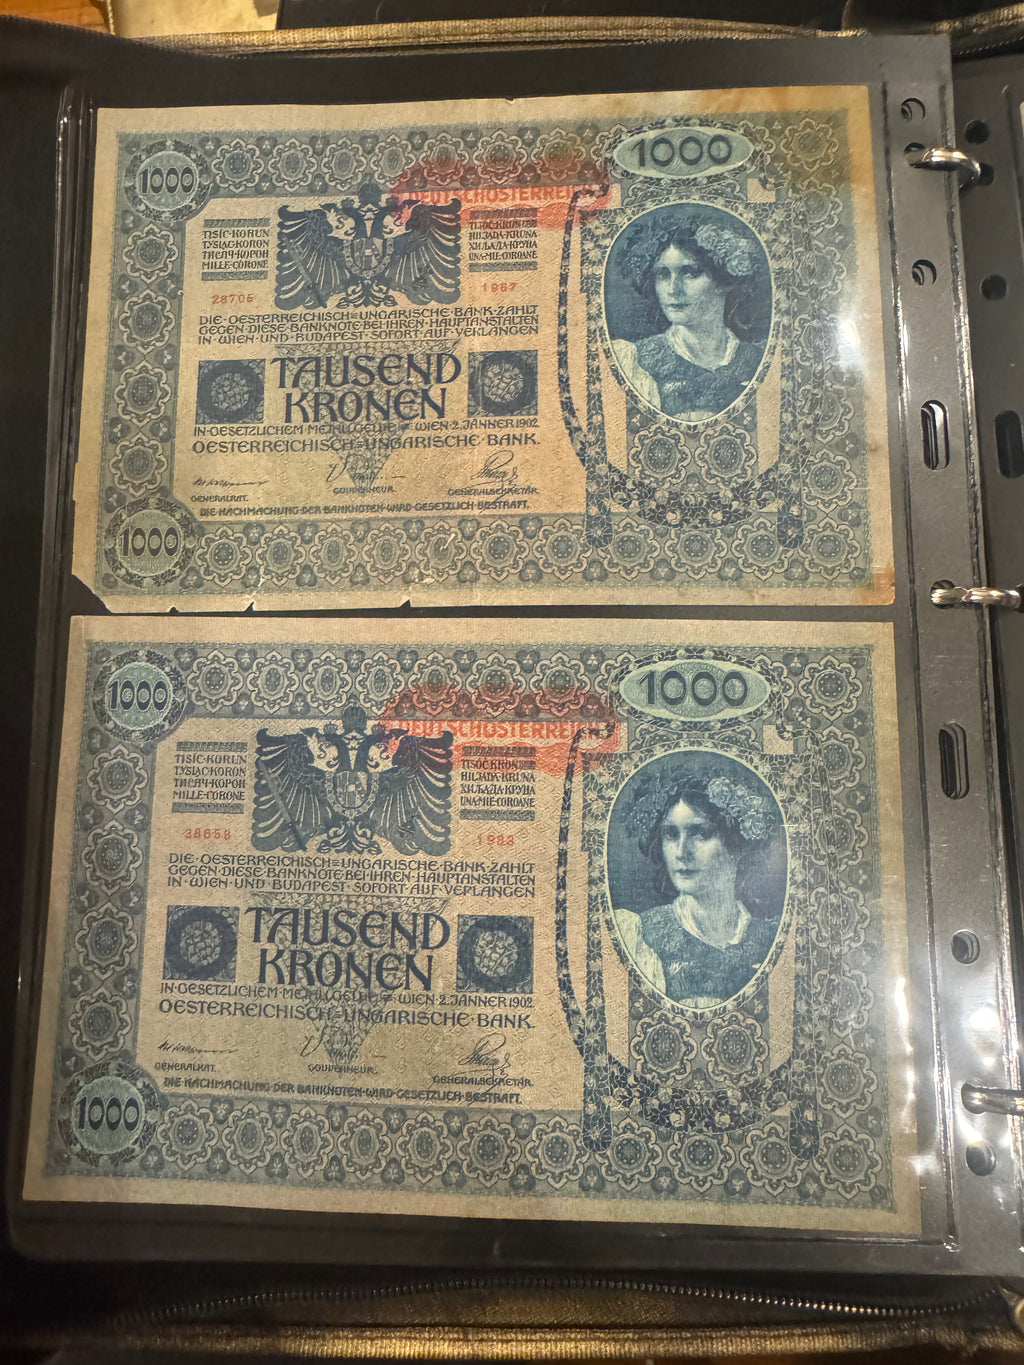 1000
1000
DEUTSCHÖSTERREICH
TISÍC·KORUN
TYSIĄC·KORON
ТИСЯЧ·КОРОН
MILLE·CORONE
TISOČ·KRON
HILJADA·KRUNA
ХИЉАДА·КРУНА
UNA·MIE·COROANE
28705
1967
DIE·OESTERREICHISCH=UNGARISCHE·BANK·ZAHLT
GEGEN·DIESE·BANKNOTE·BEI·IHREN·HAUPTANSTALTEN
IN·WIEN·UND·BUDAPEST·SOFORT·AUF·VERLANGEN
TAUSEND
KRONEN
IN·GESETZLICHEM·METALLGELDE WIEN·2.JÄNNER 1902.
OESTERREICHISCH=UNGARISCHE·BANK.
GENERALRAT.
GOUVERNEUR.
GENERALSEKRETÄR.
DIE·NACHMACHUNG·DER·BANKNOTEN·WIRD·GESETZLICH·BESTRAFT.
1000
1000
1000
DEUTSCHÖSTERREICH
TISÍC·KORUN
TYSIĄC·KORON
ТИСЯЧ·КОРОН
MILLE·CORONE
TISOČ·KRON
HILJADA·KRUNA
ХИЉАДА·КРУНА
UNA·MIE·COROANE
DIE·OESTERREICHISCH=UNGARISCHE·BANK·ZAHLT
GEGEN·DIESE·BANKNOTE·BEI·IHREN·HAUPTANSTALTEN
IN·WIEN·UND·BUDAPEST·SOFORT·AUF·VERLANGEN
TAUSEND
KRONEN
IN·GESETZLICHEM·METALLGELDE WIEN·2.JÄNNER 1902.
OESTERREICHISCH=UNGARISCHE·BANK.
GENERALRAT.
GOUVERNEUR.
GENERALSEKRETÄR.
DIE·NACHMACHUNG·DER·BANKNOTEN·WIRD·GESETZLICH·BESTRAFT.
1000